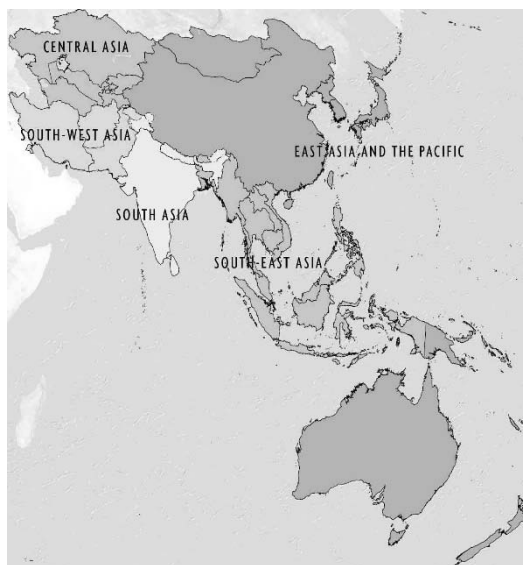 CENTRAL ASIA
SOUTH-WEST ASIA
EAST ASIA AND THE PACIFIC
SOUTH ASIA
SOUTH-EAST ASIA